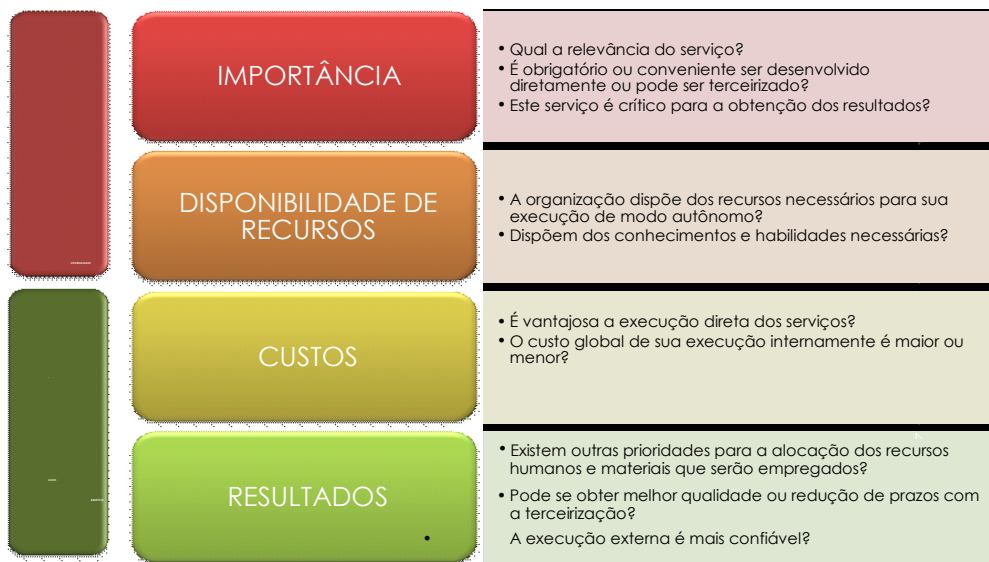 IMPORTÂNCIA
• Qual a relevância do serviço?
• É obrigatório ou conveniente ser desenvolvido
diretamente ou pode ser terceirizado?
• Este serviço é crítico para a obtenção dos resultados?
DISPONIBILIDADE DE
RECURSOS
• A organização dispõe dos recursos necessários para sua
execução de modo autônomo?
• Dispõem dos conhecimentos e habilidades necessárias?
CUSTOS
• É vantajosa a execução direta dos serviços?
• O custo global de sua execução internamente é maior ou
menor?
RESULTADOS
•
• Existem outras prioridades para a alocação dos recursos
humanos e materiais que serão empregados?
• Pode se obter melhor qualidade ou redução de prazos com
a terceirização?
A execução externa é mais confiável?